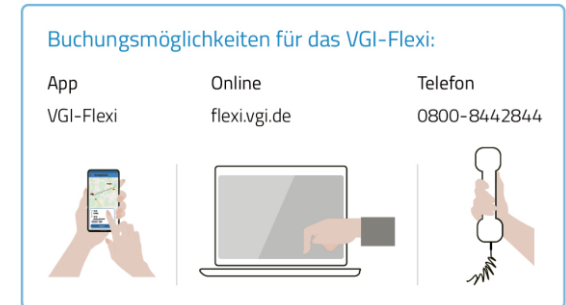 Buchungsmöglichkeiten für das VGI-Flexi:
App
VGI-Flexi
Online
flexi.vgi.de
Telefon
0800-8442844